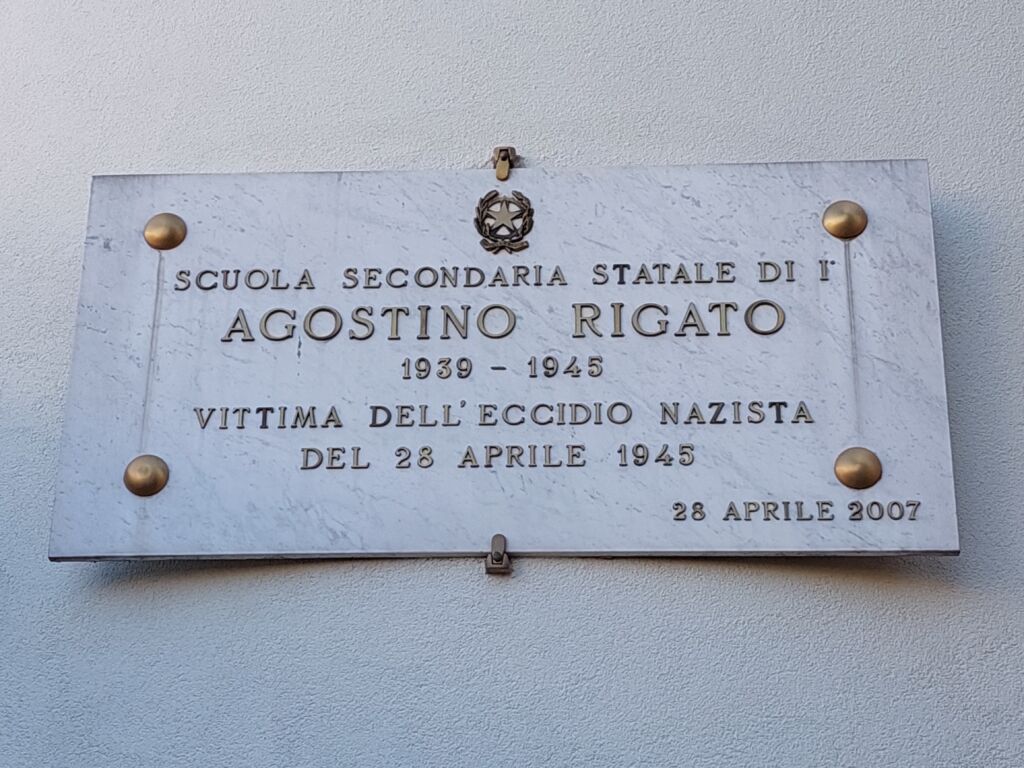 SCUOLA SECONDARIA STATALE DI I°
AGOSTINO RIGATO
1939 - 1945
VITTIMA DELL'ECCIDIO NAZISTA
DEL 28 APRILE 1945
28 APRILE 2007